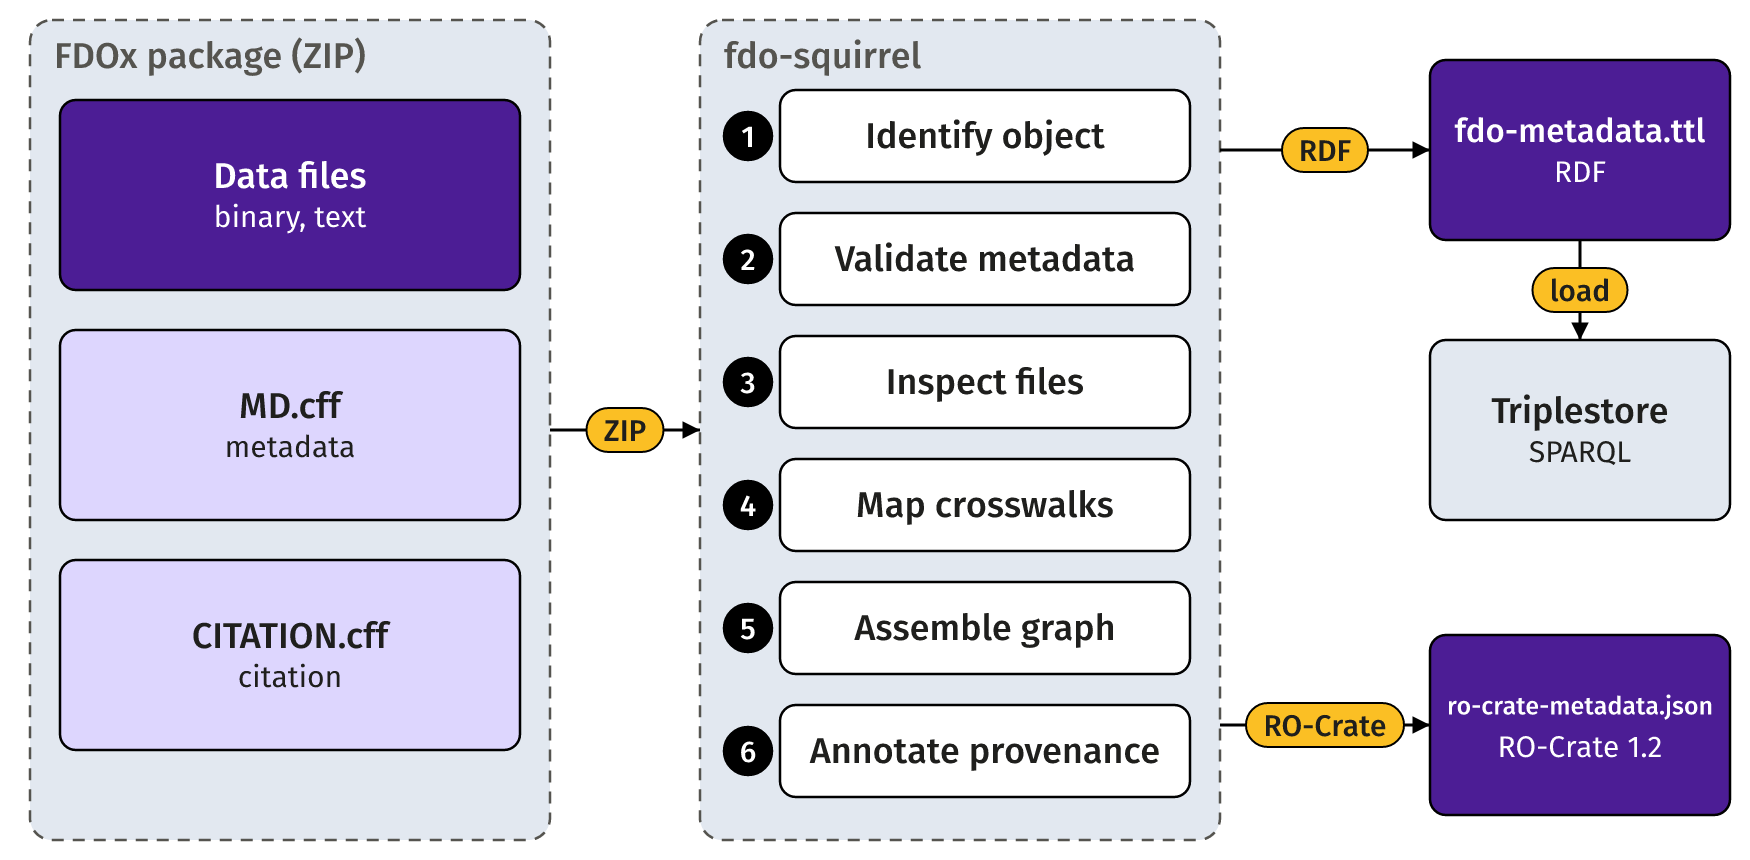 FDOx package (ZIP)
Data files
binary, text
MD.cff
metadata
CITATION.cff
citation
ZIP
fdo-squirrel
1 Identify object
2 Validate metadata
3 Inspect files
4 Map crosswalks
5 Assemble graph
6 Annotate provenance
RDF
fdo-metadata.ttl
RDF
load
Triplestore
SPARQL
RO-Crate
ro-crate-metadata.json
RO-Crate 1.2